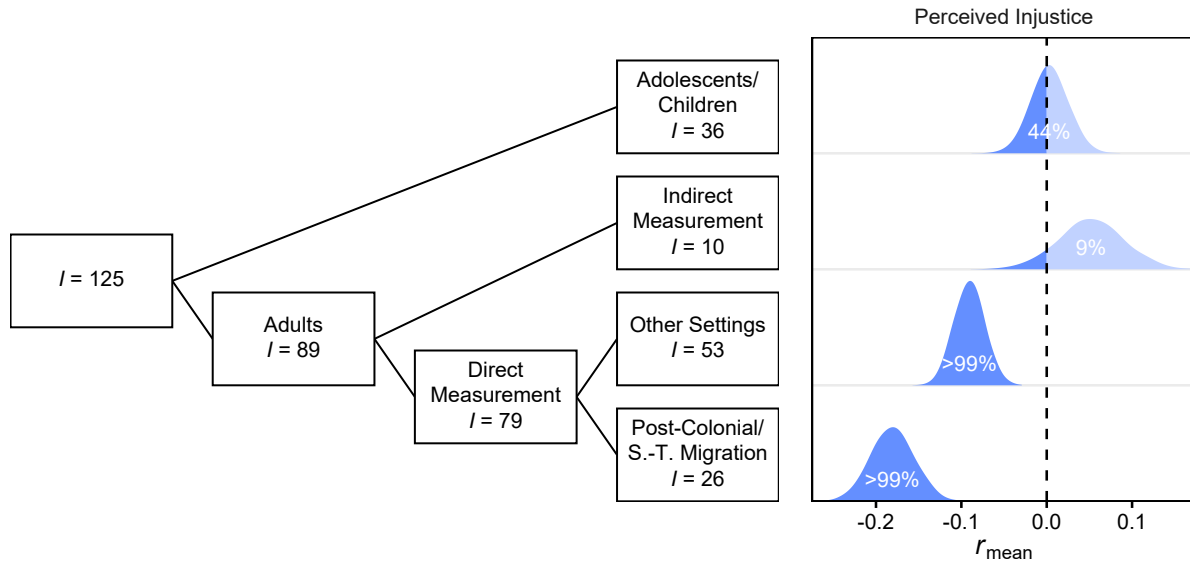 Perceived Injustice
Adolescents/
Children
I = 36
44%
Indirect
Measurement
I = 10
9%
I = 125
Adults
I = 89
Other Settings
I = 53
>99%
Direct
Measurement
I = 79
Post-Colonial/
S.-T. Migration
I = 26
>99%
-0.2 -0.1 0.0 0.1
rmean